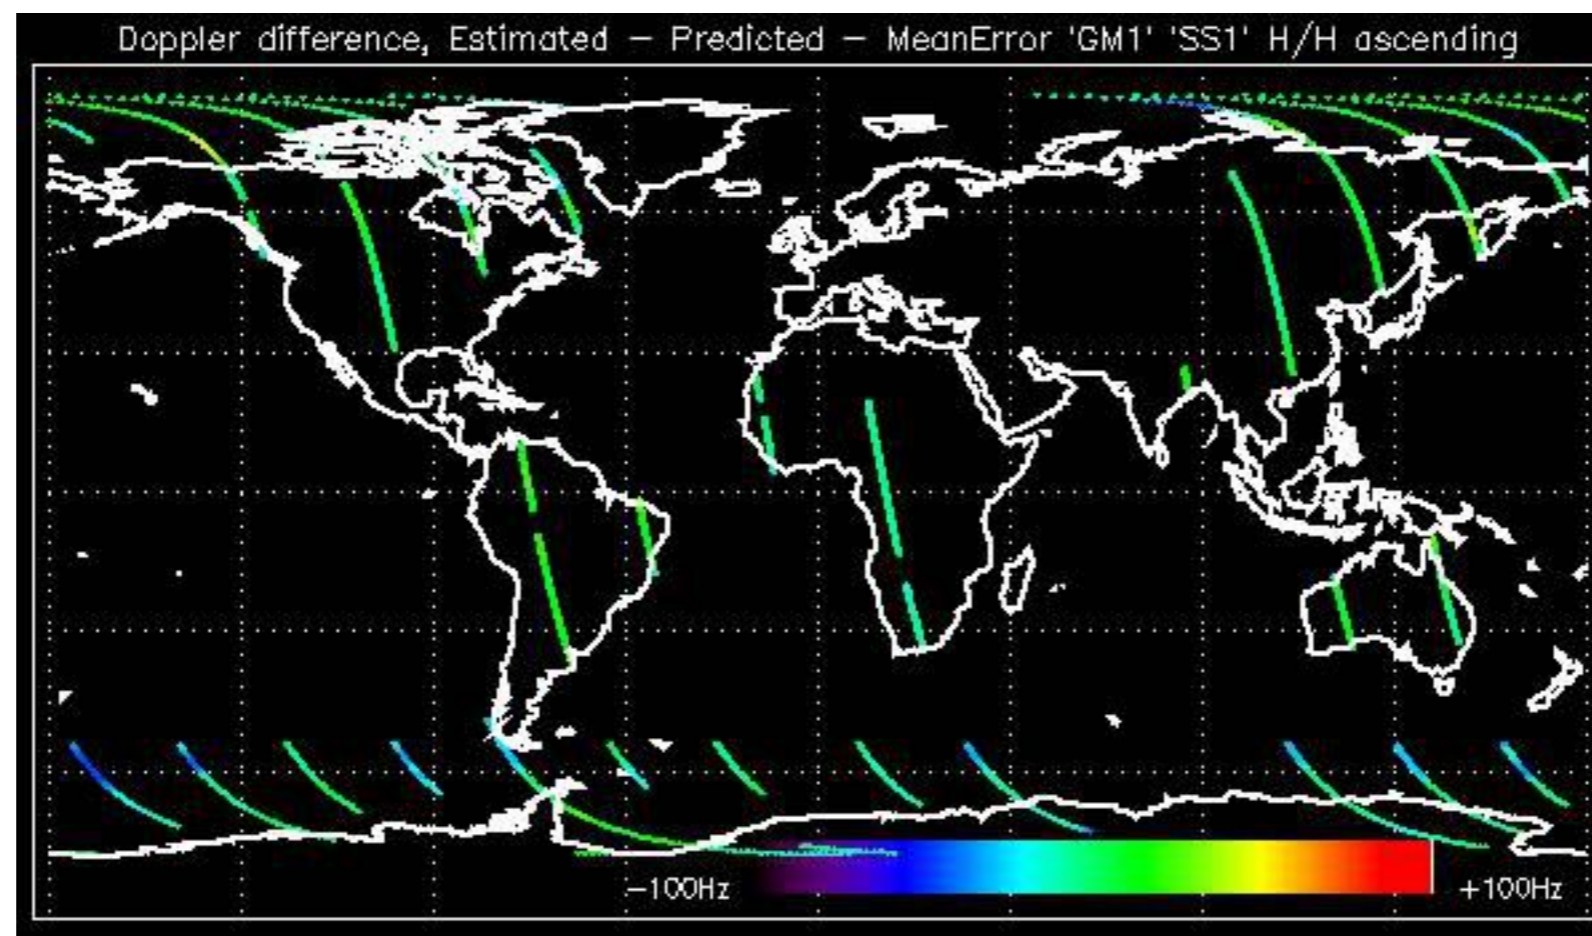 Doppler difference, Estimated – Predicted – MeanError 'GM1' 'SS1' H/H ascending
–100Hz
+100Hz